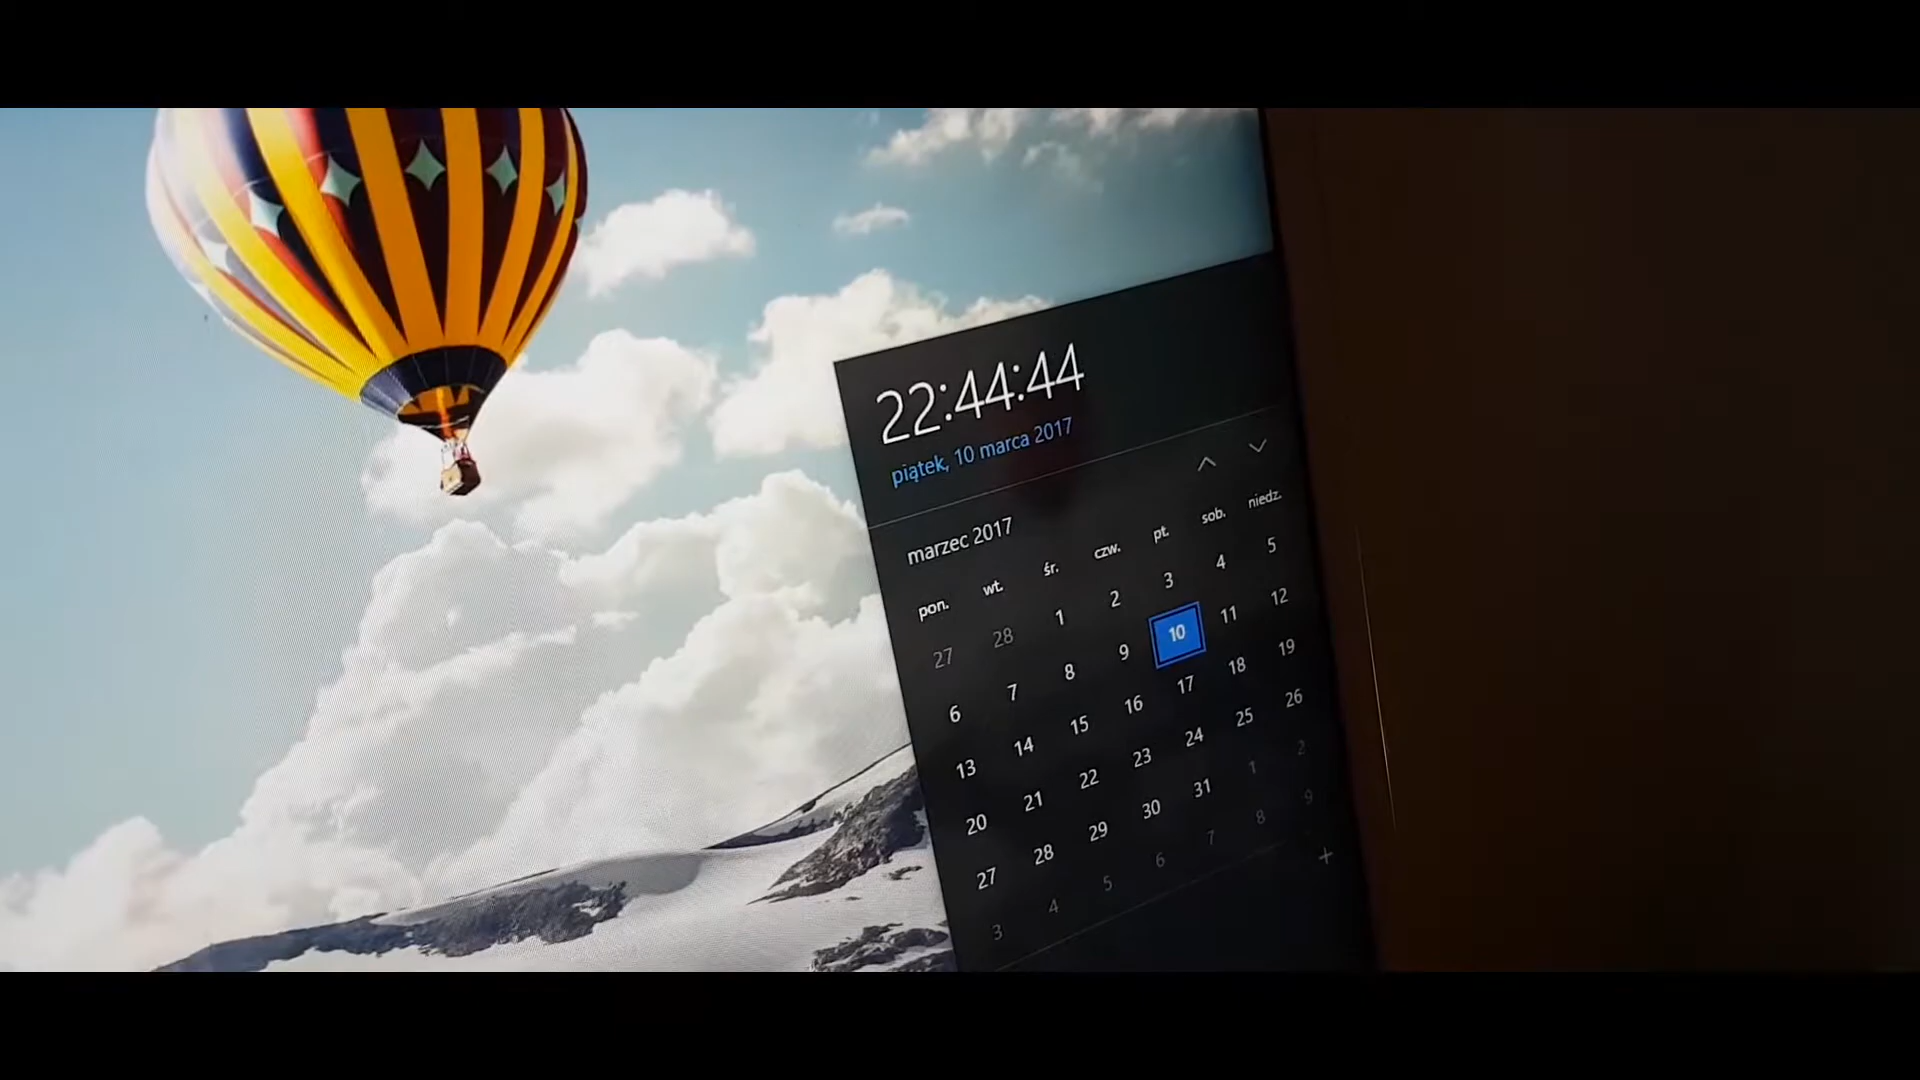 22:44:44
piątek, 10 marca 2017
marzec 2017
pon. wt. śr. czw. pt. sob. niedz.
27 28 1 2 3 4 5
6 7 8 9 10 11 12
13 14 15 16 17 18 19
20 21 22 23 24 25 26
27 28 29 30 31 1 2
3 4 5 6 7 8 9